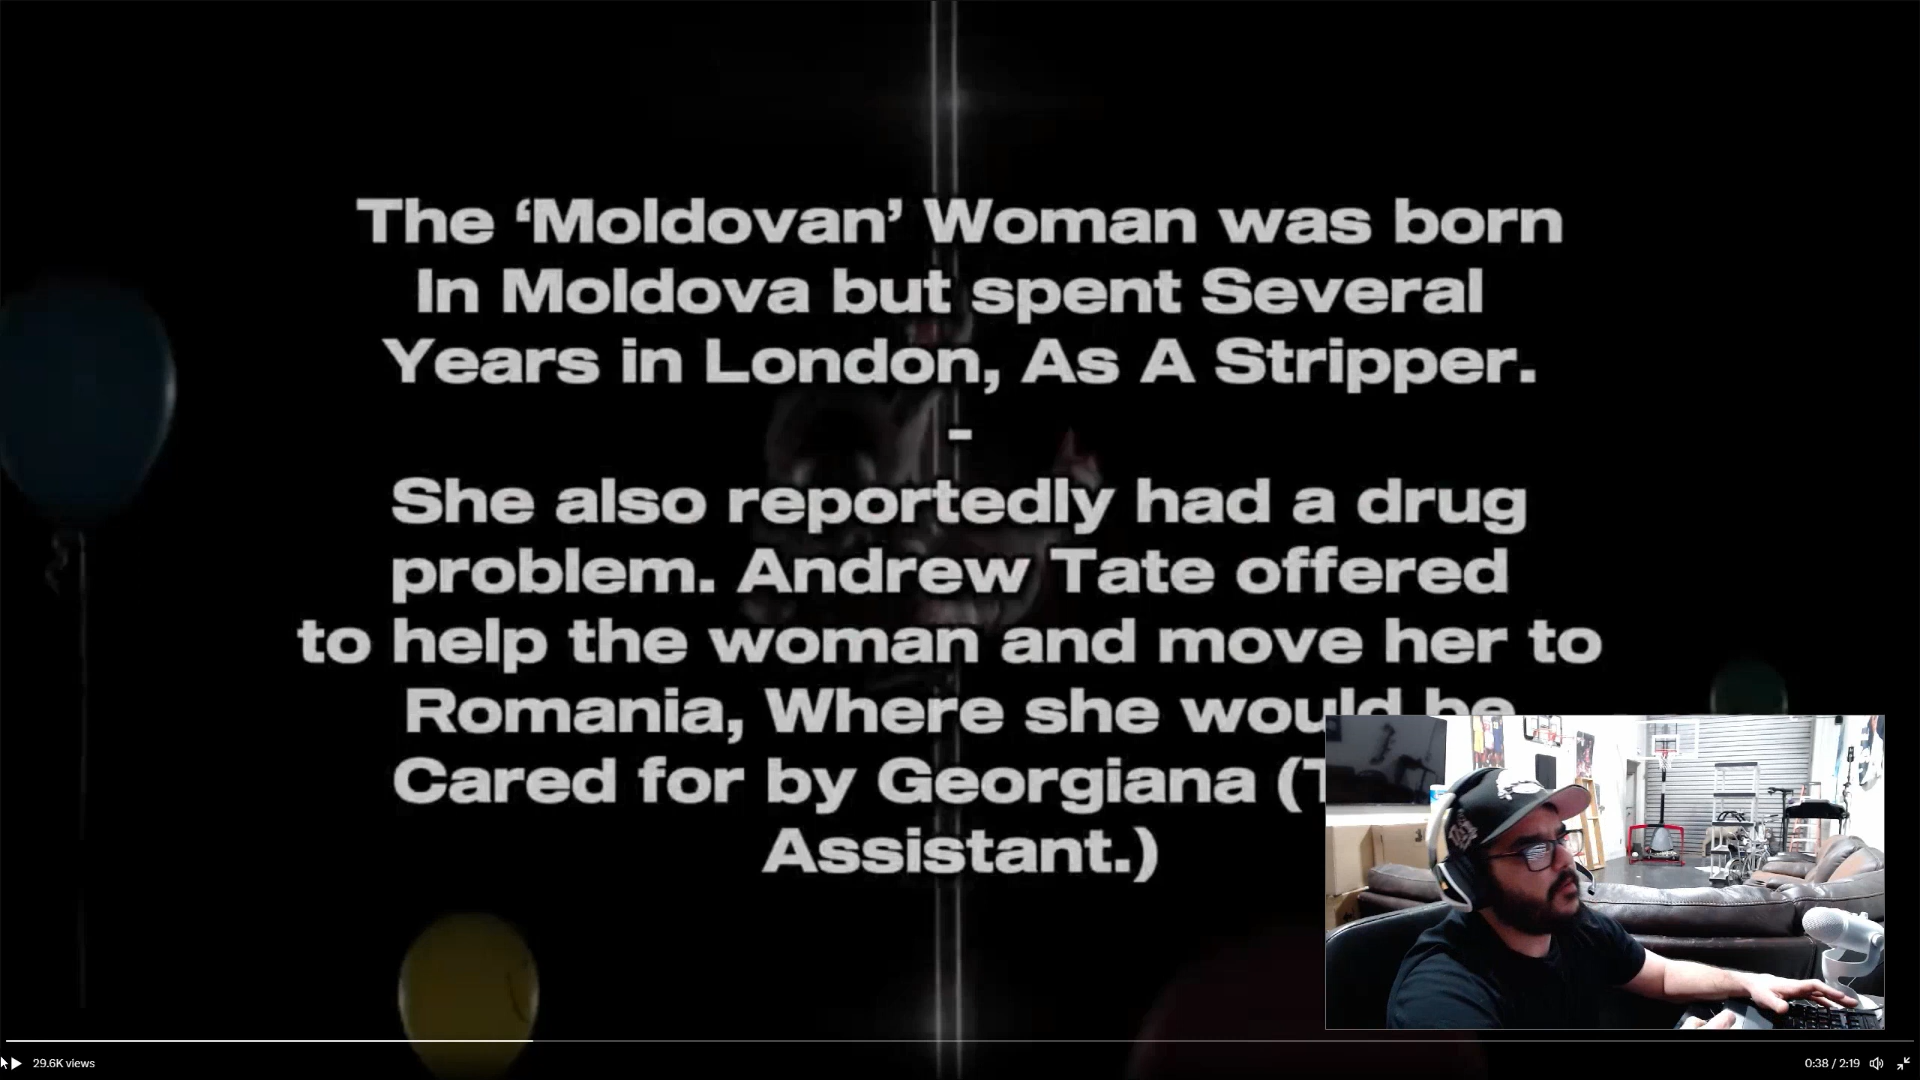 The ‘Moldovan’ Woman was born
In Moldova but spent Several
Years in London, As A Stripper.
-
She also reportedly had a drug
problem. Andrew Tate offered
to help the woman and move her to
Romania, Where she would be
Cared for by Georgiana (
Assistant.)
29.6K views
0:38 / 2:19